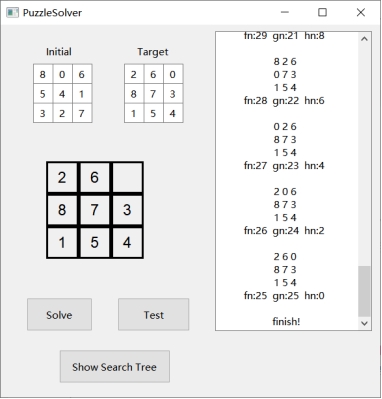 PuzzleSolver
Initial
Target
8 0 6
5 4 1
3 2 7
2 6 0
8 7 3
1 5 4
2 6
8 7 3
1 5 4
Solve
Test
Show Search Tree
fn:29 gn:21 hn:8
8 2 6
0 7 3
1 5 4
fn:28 gn:22 hn:6
0 2 6
8 7 3
1 5 4
fn:27 gn:23 hn:4
2 0 6
8 7 3
1 5 4
fn:26 gn:24 hn:2
2 6 0
8 7 3
1 5 4
fn:25 gn:25 hn:0
finish!